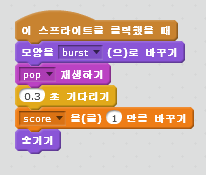 이 스프라이트를 클릭했을 때
모양을 burst (으)로 바꾸기
pop 재생하기
0.3 초 기다리기
score 을(를) 1 만큼 바꾸기
숨기기